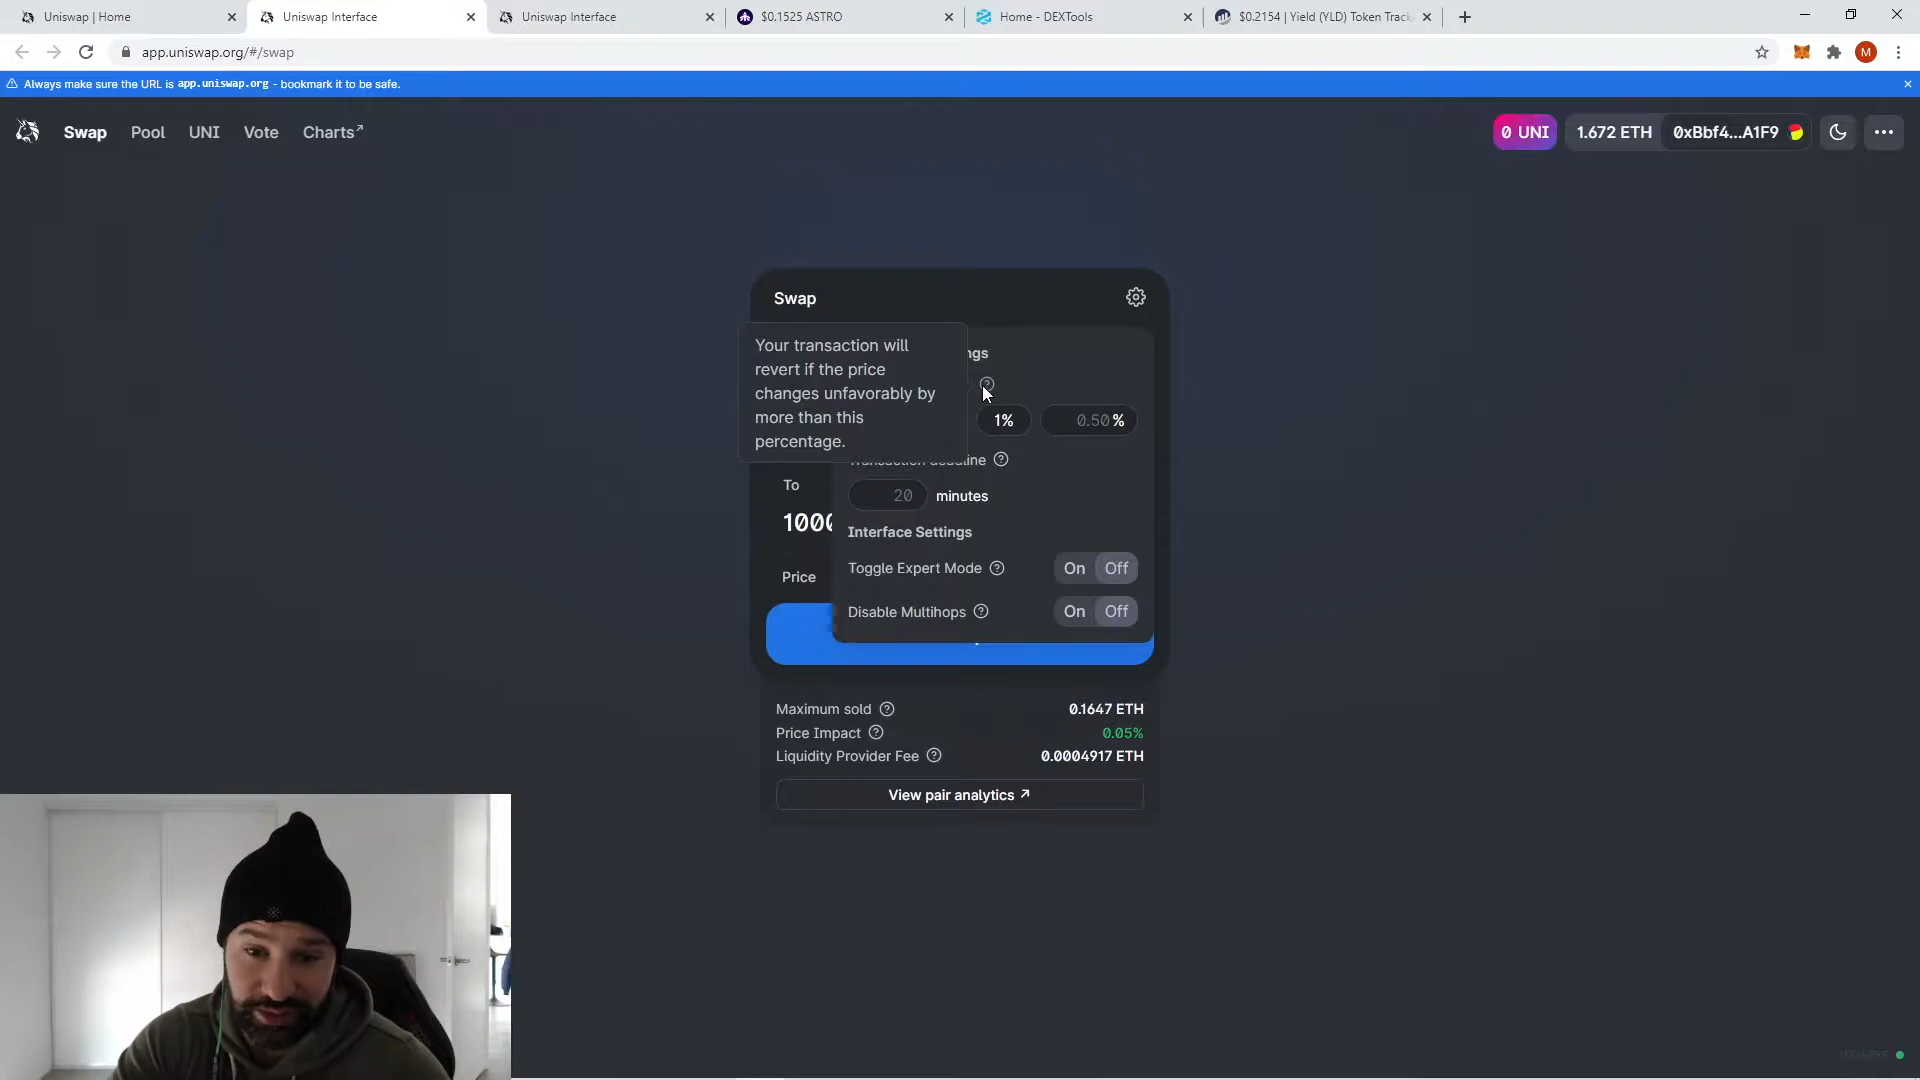 Uniswap | Home
Uniswap Interface
Uniswap Interface
$0.1525 ASTRO
Home - DEXTools
$0.2154 | Yield (YLD) Token Track
app.uniswap.org/#/swap
M
Always make sure the URL is app.uniswap.org - bookmark it to be safe.
Swap
Pool
UNI
Vote
Charts↗
0 UNI
1.672 ETH
0xBbf4...A1F9
Swap
Your transaction will
revert if the price
changes unfavorably by
more than this
percentage.
ngs
1%
0.50 %
Transaction deadline
20 minutes
To
1000
Interface Settings
Toggle Expert Mode
On Off
Price
Disable Multihops
On Off
Maximum sold
0.1647 ETH
Price Impact
0.05%
Liquidity Provider Fee
0.0004917 ETH
View pair analytics ↗